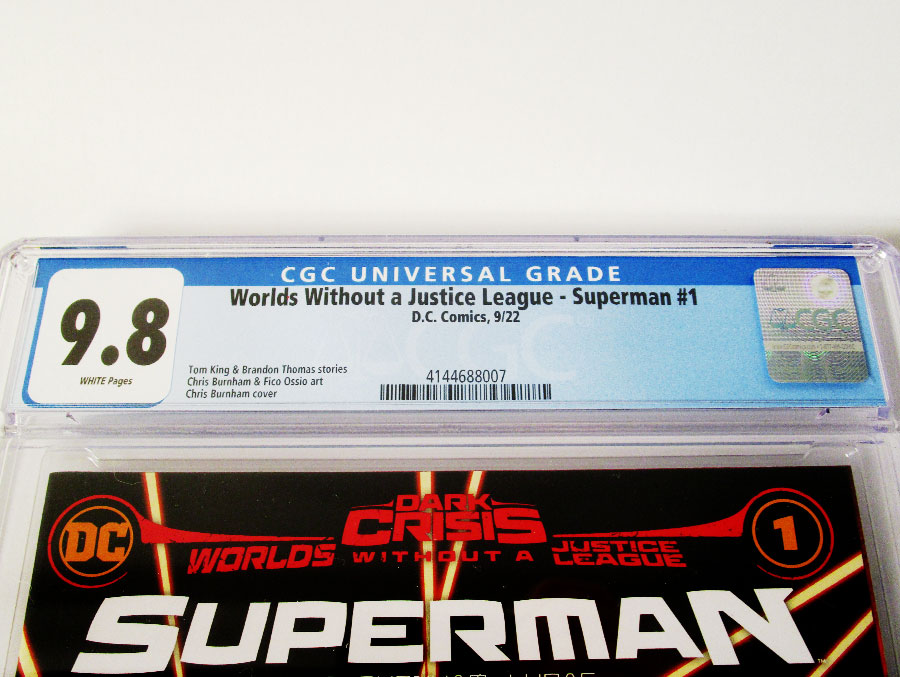 CGC UNIVERSAL GRADE
9.8
WHITE Pages
Worlds Without a Justice League - Superman #1
D.C. Comics, 9/22
Tom King & Brandon Thomas stories
Chris Burnham & Fico Ossio art
Chris Burnham cover
4144688007
CGC
DC
DARK
CRISIS
WORLDS WITHOUT A JUSTICE LEAGUE
1
SUPERMAN